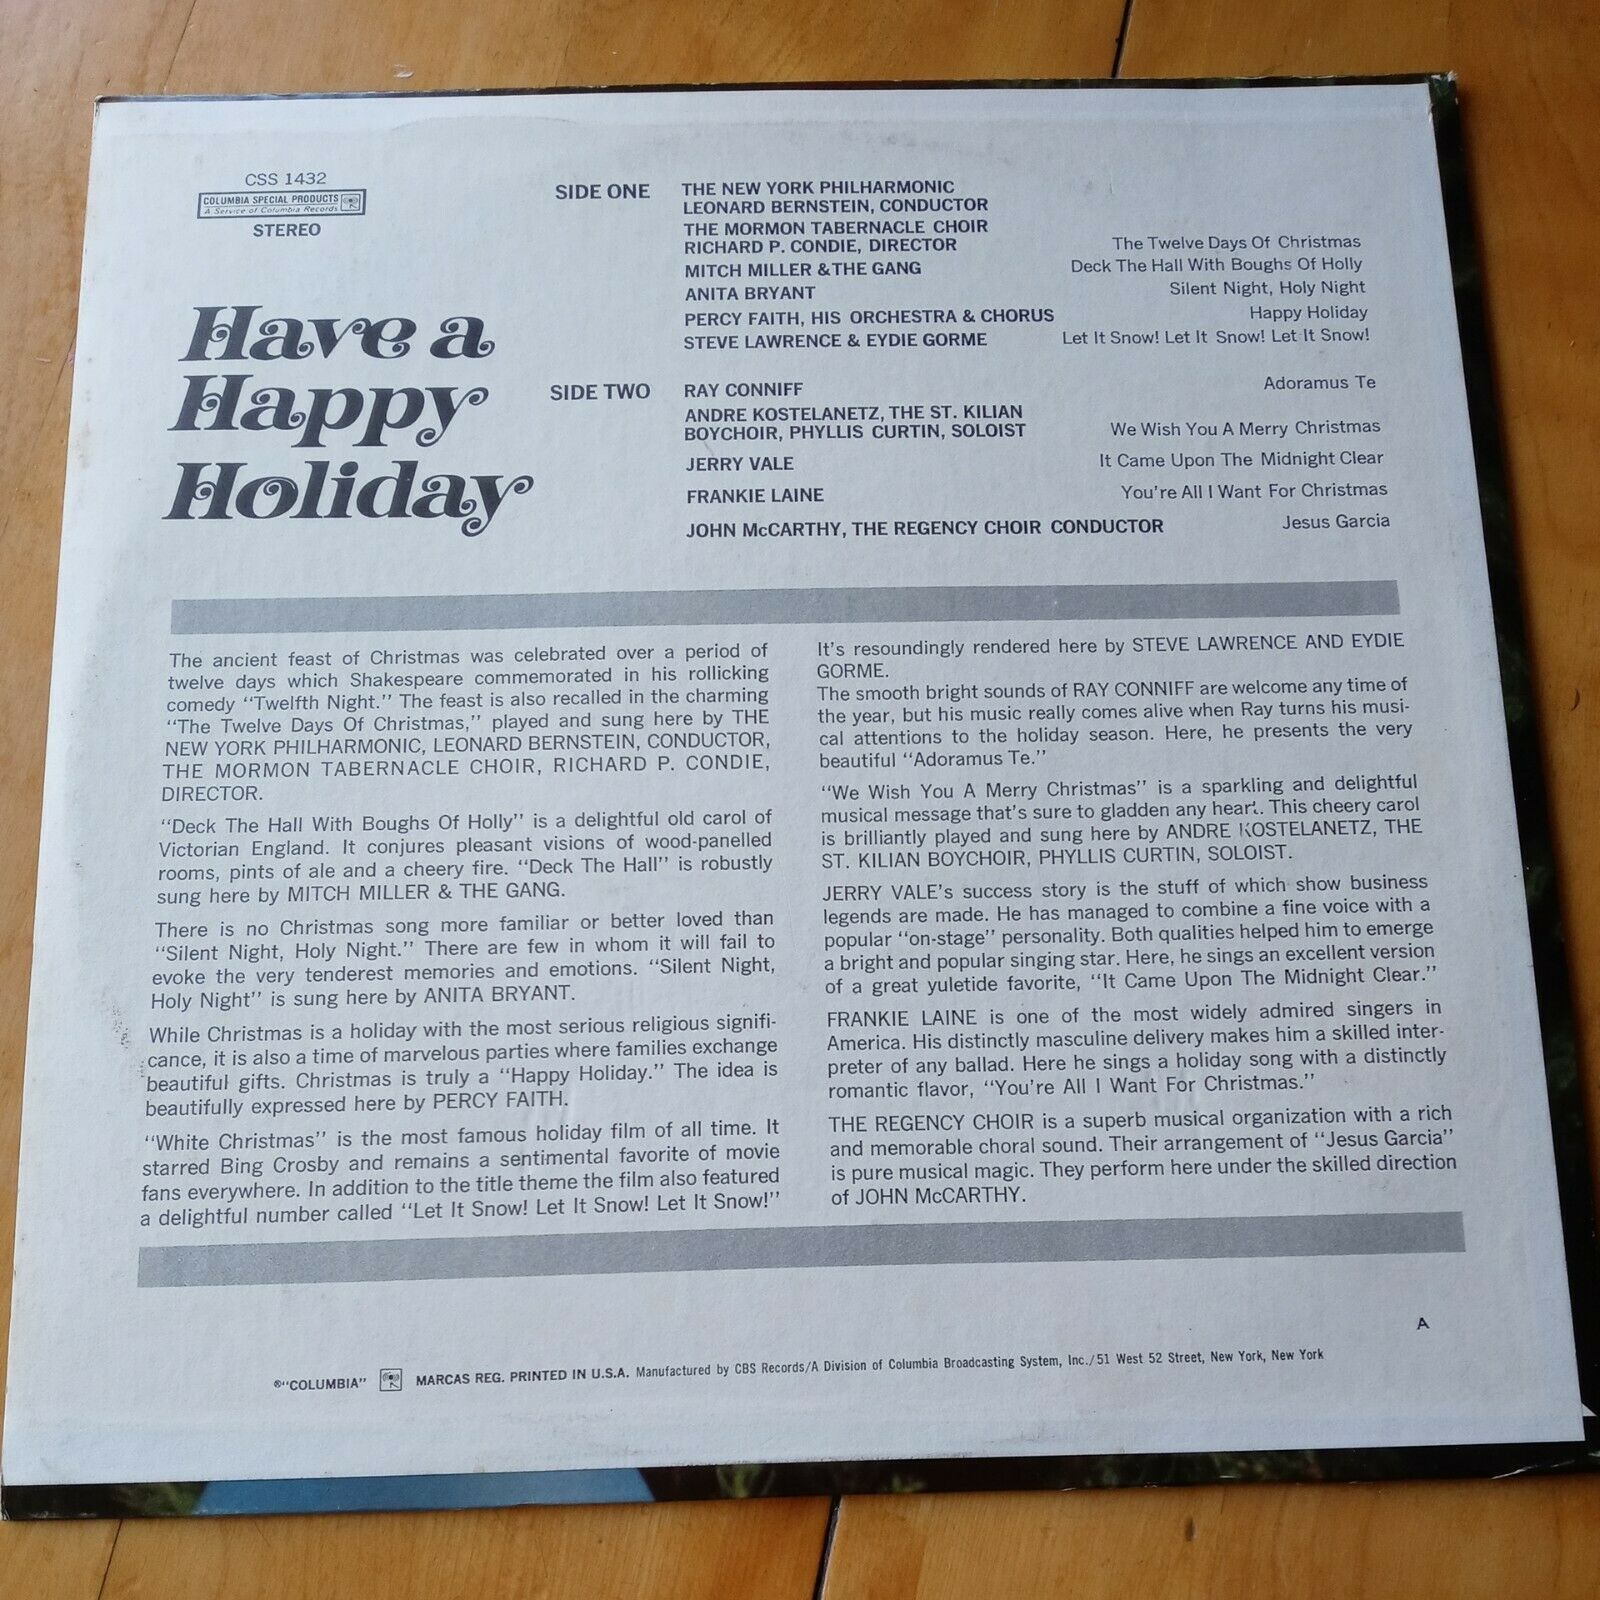 CSS 1432
COLUMBIA SPECIAL PRODUCTS
A Service of Columbia Records
STEREO
Have a
Happy
Holiday
SIDE ONE
THE NEW YORK PHILHARMONIC
LEONARD BERNSTEIN, CONDUCTOR
THE MORMON TABERNACLE CHOIR
RICHARD P. CONDIE, DIRECTOR The Twelve Days Of Christmas
MITCH MILLER & THE GANG Deck The Hall With Boughs Of Holly
ANITA BRYANT Silent Night, Holy Night
PERCY FAITH, HIS ORCHESTRA & CHORUS Happy Holiday
STEVE LAWRENCE & EYDIE GORME Let It Snow! Let It Snow! Let It Snow!
SIDE TWO
RAY CONNIFF Adoramus Te
ANDRE KOSTELANETZ, THE ST. KILIAN
BOYCHOIR, PHYLLIS CURTIN, SOLOIST We Wish You A Merry Christmas
JERRY VALE It Came Upon The Midnight Clear
FRANKIE LAINE You're All I Want For Christmas
JOHN McCARTHY, THE REGENCY CHOIR CONDUCTOR Jesus Garcia
The ancient feast of Christmas was celebrated over a period of
twelve days which Shakespeare commemorated in his rollicking
comedy "Twelfth Night." The feast is also recalled in the charming
"The Twelve Days Of Christmas," played and sung here by THE
NEW YORK PHILHARMONIC, LEONARD BERNSTEIN, CONDUCTOR,
THE MORMON TABERNACLE CHOIR, RICHARD P. CONDIE,
DIRECTOR.
"Deck The Hall With Boughs Of Holly" is a delightful old carol of
Victorian England. It conjures pleasant visions of wood-panelled
rooms, pints of ale and a cheery fire. "Deck The Hall" is robustly
sung here by MITCH MILLER & THE GANG.
There is no Christmas song more familiar or better loved than
"Silent Night, Holy Night." There are few in whom it will fail to
evoke the very tenderest memories and emotions. "Silent Night,
Holy Night" is sung here by ANITA BRYANT.
While Christmas is a holiday with the most serious religious signifi-
cance, it is also a time of marvelous parties where families exchange
beautiful gifts. Christmas is truly a "Happy Holiday." The idea is
beautifully expressed here by PERCY FAITH.
"White Christmas" is the most famous holiday film of all time. It
starred Bing Crosby and remains a sentimental favorite of movie
fans everywhere. In addition to the title theme the film also featured
a delightful number called "Let It Snow! Let It Snow! Let It Snow!"
It's resoundingly rendered here by STEVE LAWRENCE AND EYDIE
GORME.
The smooth bright sounds of RAY CONNIFF are welcome any time of
the year, but his music really comes alive when Ray turns his musi-
cal attentions to the holiday season. Here, he presents the very
beautiful "Adoramus Te."
"We Wish You A Merry Christmas" is a sparkling and delightful
musical message that's sure to gladden any heart. This cheery carol
is brilliantly played and sung here by ANDRE KOSTELANETZ, THE
ST. KILIAN BOYCHOIR, PHYLLIS CURTIN, SOLOIST.
JERRY VALE's success story is the stuff of which show business
legends are made. He has managed to combine a fine voice with a
popular "on-stage" personality. Both qualities helped him to emerge
a bright and popular singing star. Here, he sings an excellent version
of a great yuletide favorite, "It Came Upon The Midnight Clear."
FRANKIE LAINE is one of the most widely admired singers in
America. His distinctly masculine delivery makes him a skilled inter-
preter of any ballad. Here he sings a holiday song with a distinctly
romantic flavor, "You're All I Want For Christmas."
THE REGENCY CHOIR is a superb musical organization with a rich
and memorable choral sound. Their arrangement of "Jesus Garcia"
is pure musical magic. They perform here under the skilled direction
of JOHN McCARTHY.
A
®"COLUMBIA" MARCAS REG. PRINTED IN U.S.A. Manufactured by CBS Records/A Division of Columbia Broadcasting System, Inc./51 West 52 Street, New York, New York